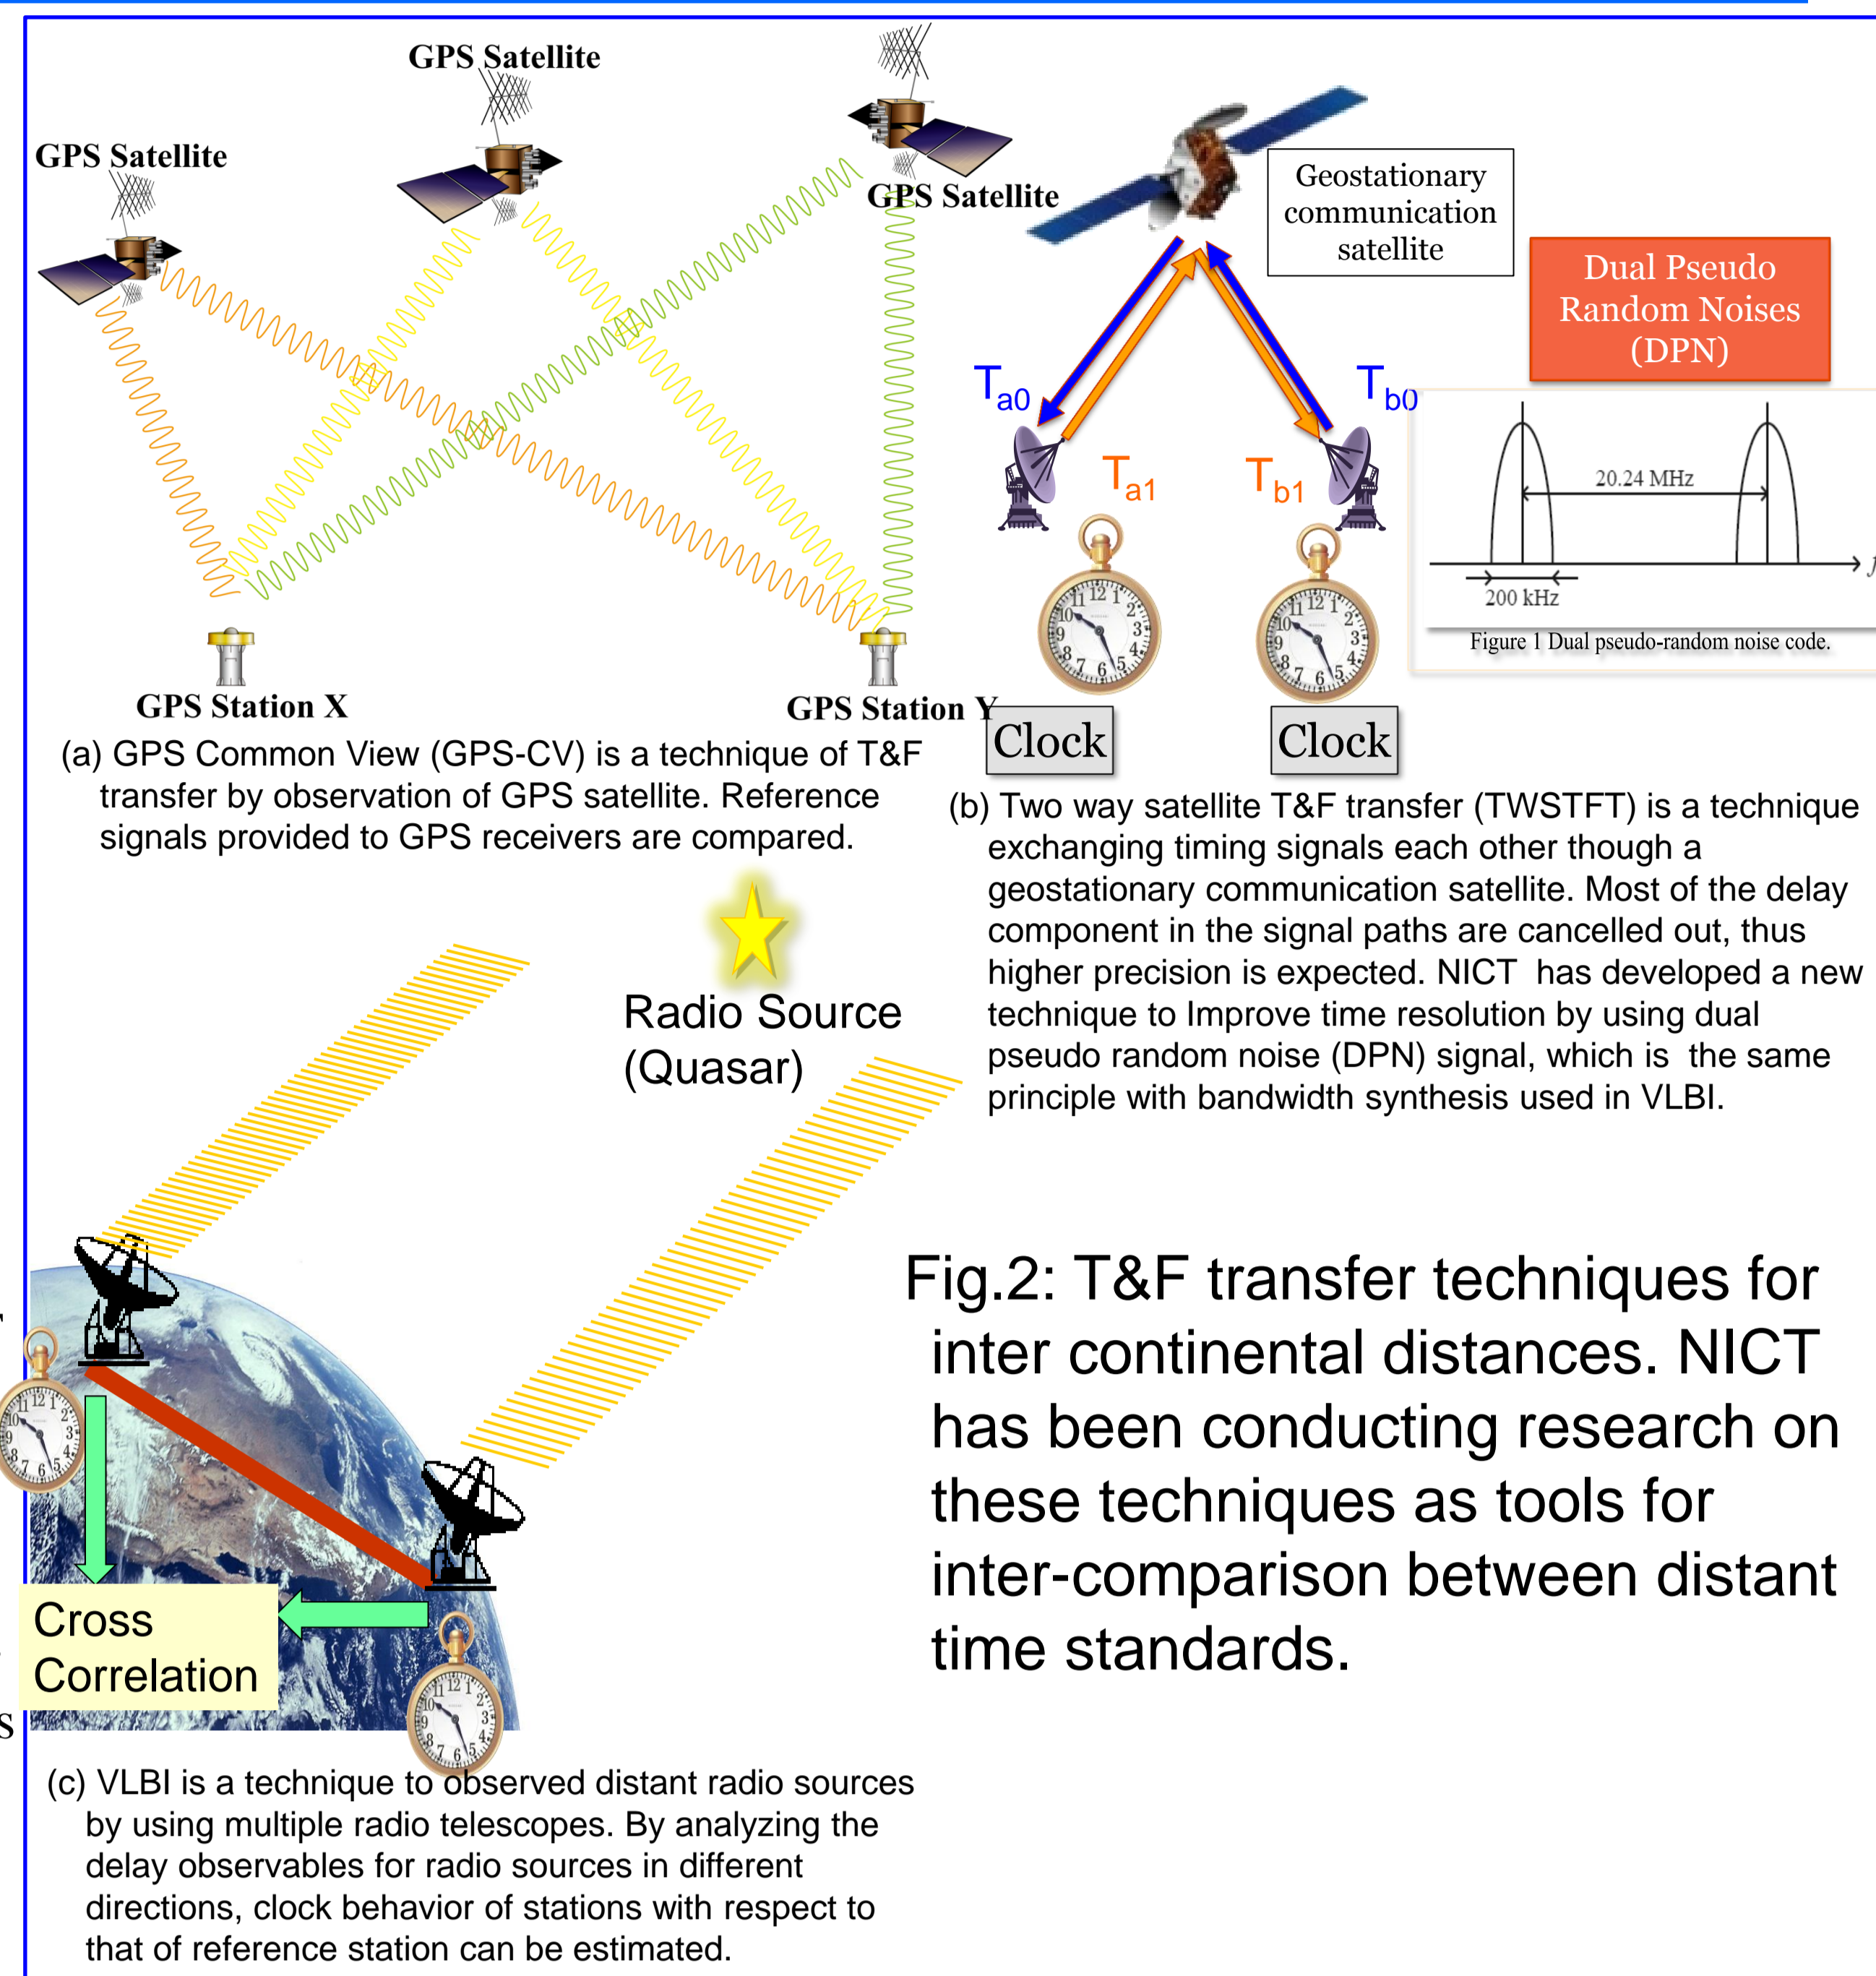 GPS Satellite
GPS Satellite
GPS Satellite
GPS Station X
GPS Station Y
(a) GPS Common View (GPS-CV) is a technique of T&F
transfer by observation of GPS satellite. Reference
signals provided to GPS receivers are compared.
Geostationary
communication
satellite
Dual Pseudo
Random Noises
(DPN)
Ta0
Tb0
Ta1
Tb1
20.24 MHz
f
200 kHz
Figure 1 Dual pseudo-random noise code.
Clock
Clock
(b) Two way satellite T&F transfer (TWSTFT) is a technique
exchanging timing signals each other though a
geostationary communication satellite. Most of the delay
component in the signal paths are cancelled out, thus
higher precision is expected. NICT has developed a new
technique to Improve time resolution by using dual
pseudo random noise (DPN) signal, which is the same
principle with bandwidth synthesis used in VLBI.
Radio Source
(Quasar)
Cross
Correlation
s
(c) VLBI is a technique to observed distant radio sources
by using multiple radio telescopes. By analyzing the
delay observables for radio sources in different
directions, clock behavior of stations with respect to
that of reference station can be estimated.
Fig.2: T&F transfer techniques for
inter continental distances. NICT
has been conducting research on
these techniques as tools for
inter-comparison between distant
time standards.